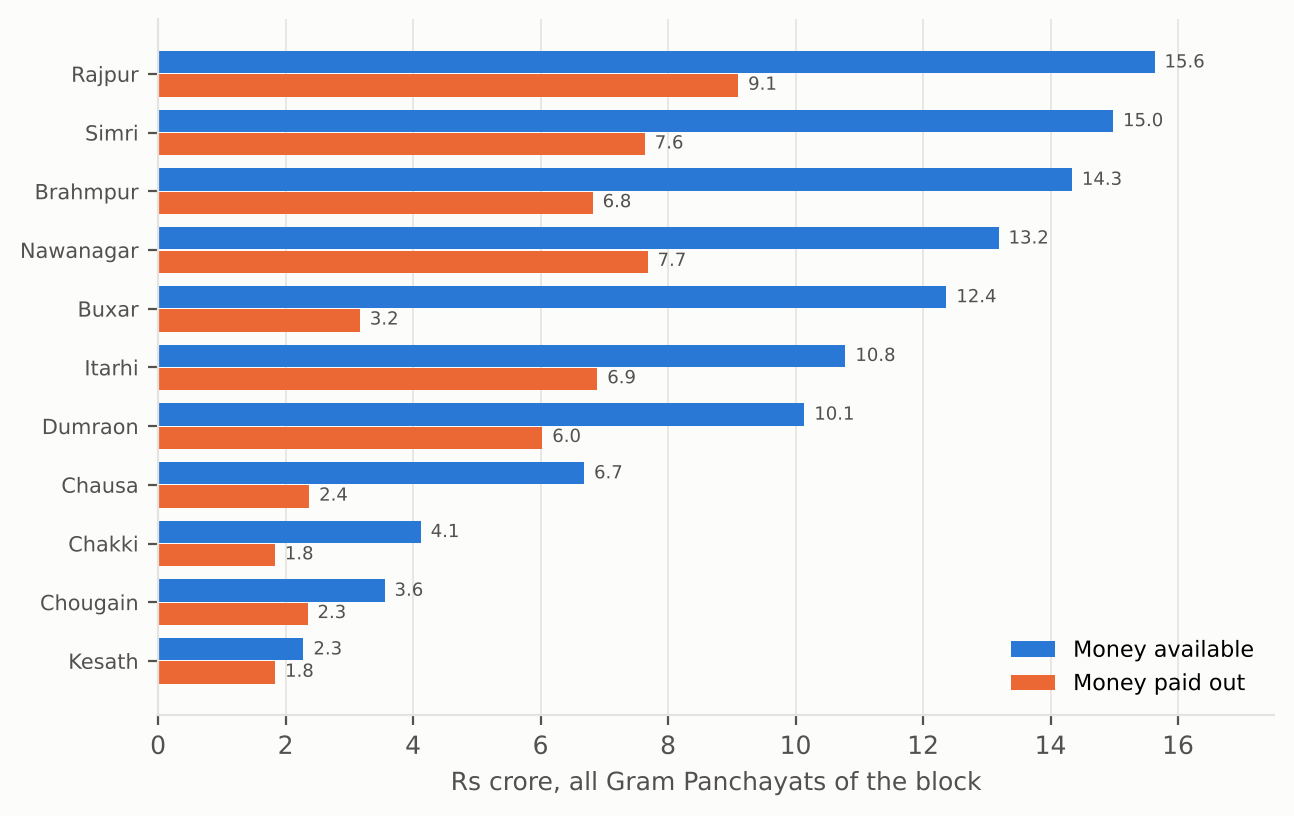 Rajpur 15.6
9.1
Simri 15.0
7.6
Brahmpur 14.3
6.8
Nawanagar 13.2
7.7
Buxar 12.4
3.2
Itarhi 10.8
6.9
Dumraon 10.1
6.0
Chausa 6.7
2.4
Chakki 4.1
1.8
Chougain 3.6
2.3
Kesath 2.3
1.8
Money available
Money paid out
0 2 4 6 8 10 12 14 16
Rs crore, all Gram Panchayats of the block